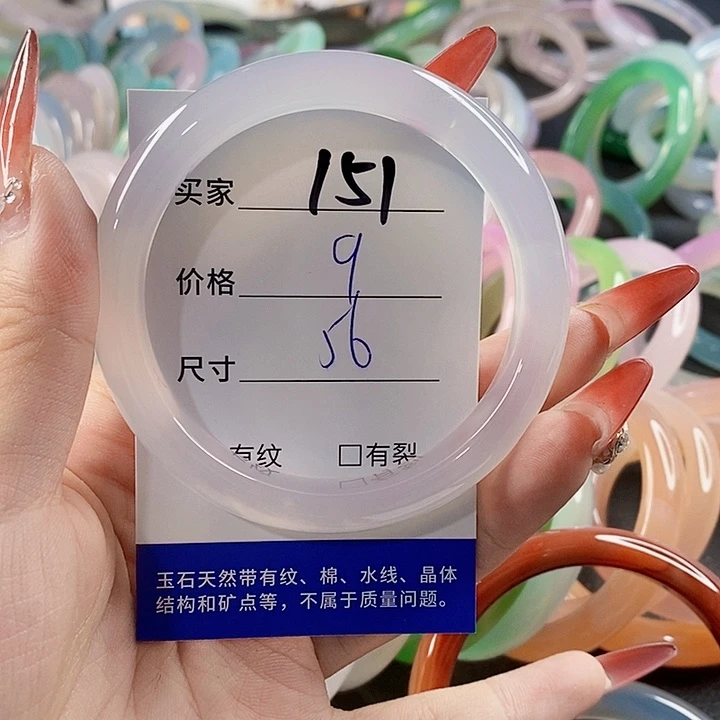 买家 151
价格 9
尺寸 56
有纹 □有裂
玉石天然带有纹、棉、水线、晶体
结构和矿点等，不属于质量问题。